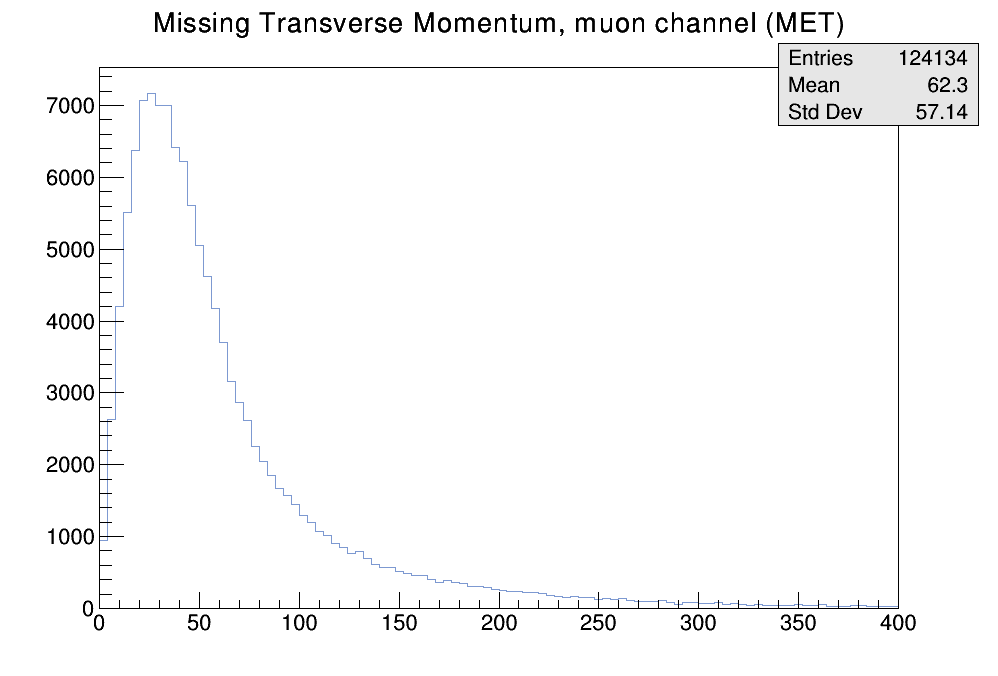 Missing Transverse Momentum, muon channel (MET)
Entries 124134
Mean 62.3
Std Dev 57.14
7000
6000
5000
4000
3000
2000
1000
0
0 50 100 150 200 250 300 350 400